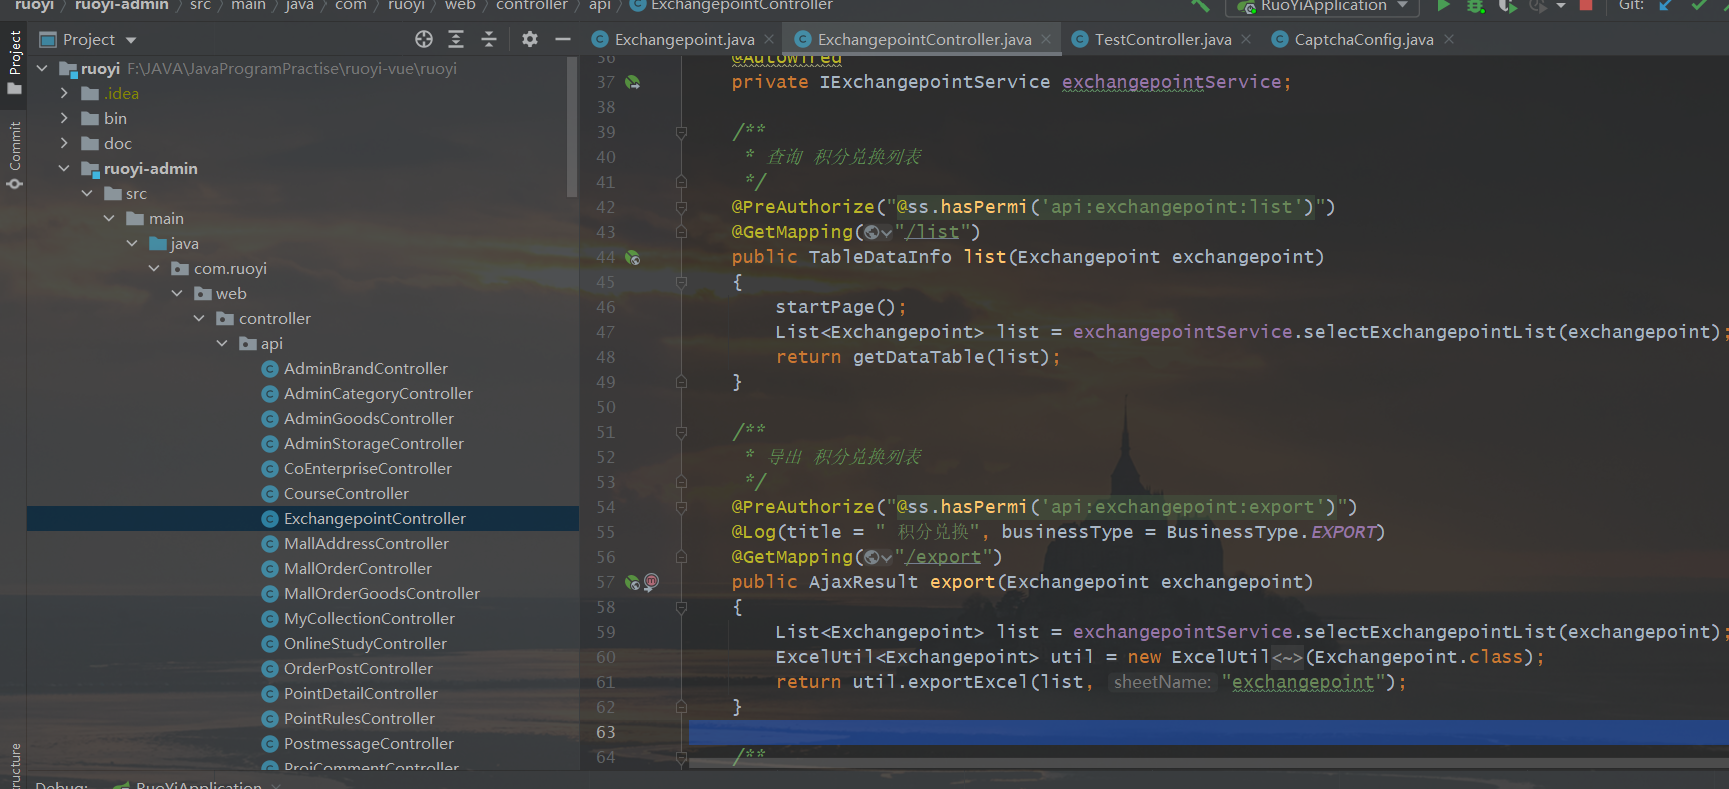 ruoyi > ruoyi-admin > src > main > java > com > ruoyi > web > controller > api > ExchangepointController
RuoYiApplication
Git:
Project
Commit
Project
Exchangepoint.java
ExchangepointController.java
TestController.java
CaptchaConfig.java
ruoyi F:\JAVA\JavaProgramPractise\ruoyi-vue\ruoyi
.idea
bin
doc
ruoyi-admin
src
main
java
com.ruoyi
web
controller
api
AdminBrandController
AdminCategoryController
AdminGoodsController
AdminStorageController
CoEnterpriseController
CourseController
ExchangepointController
MallAddressController
MallOrderController
MallOrderGoodsController
MyCollectionController
OnlineStudyController
OrderPostController
PointDetailController
PointRulesController
PostmessageController
ProjCommentController
36 @Autowired
37 private IExchangepointService exchangepointService;
38
39 /**
40 * 查询 积分兑换列表
41 */
42 @PreAuthorize("@ss.hasPermi('api:exchangepoint:list')")
43 @GetMapping("/list")
44 public TableDataInfo list(Exchangepoint exchangepoint)
45 {
46 startPage();
47 List<Exchangepoint> list = exchangepointService.selectExchangepointList(exchangepoint);
48 return getDataTable(list);
49 }
50
51 /**
52 * 导出 积分兑换列表
53 */
54 @PreAuthorize("@ss.hasPermi('api:exchangepoint:export')")
55 @Log(title = " 积分兑换", businessType = BusinessType.EXPORT)
56 @GetMapping("/export")
57 public AjaxResult export(Exchangepoint exchangepoint)
58 {
59 List<Exchangepoint> list = exchangepointService.selectExchangepointList(exchangepoint);
60 ExcelUtil<Exchangepoint> util = new ExcelUtil<~>(Exchangepoint.class);
61 return util.exportExcel(list, sheetName: "exchangepoint");
62 }
63
64 /**
Debug: RuoYiApplication